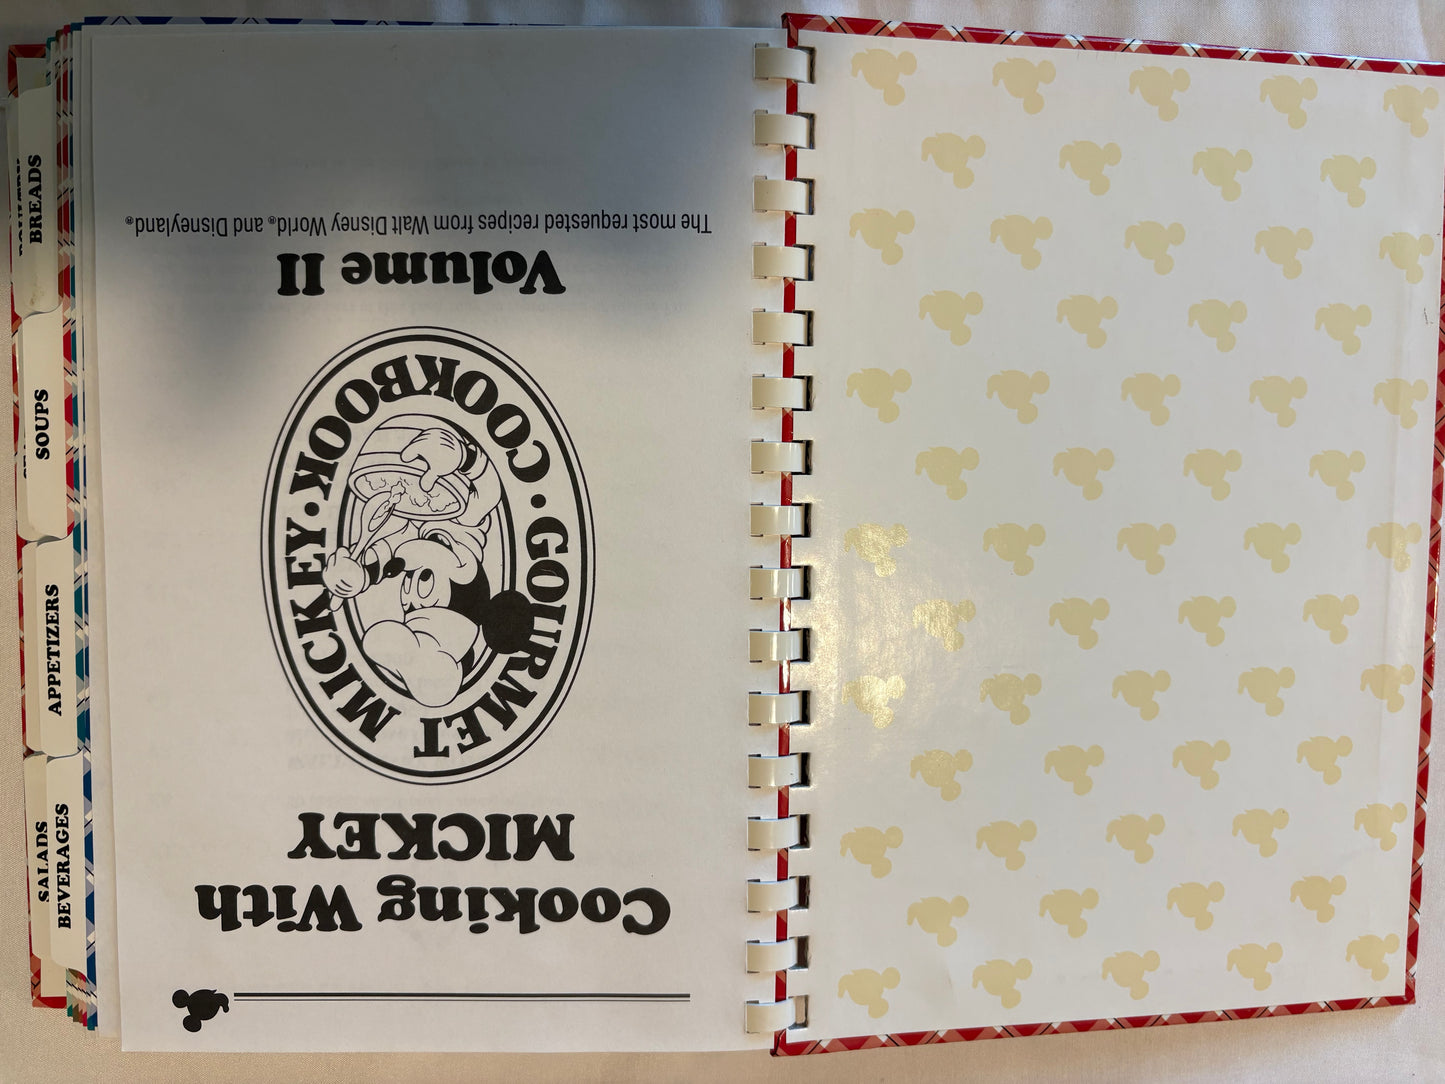 Cooking With
MICKEY
GOURMET MICKEY · COOKBOOK ·
Volume II
The most requested recipes from Walt Disney World® and Disneyland®.
BREADS
SOUPS
APPETIZERS
SALADS
BEVERAGES